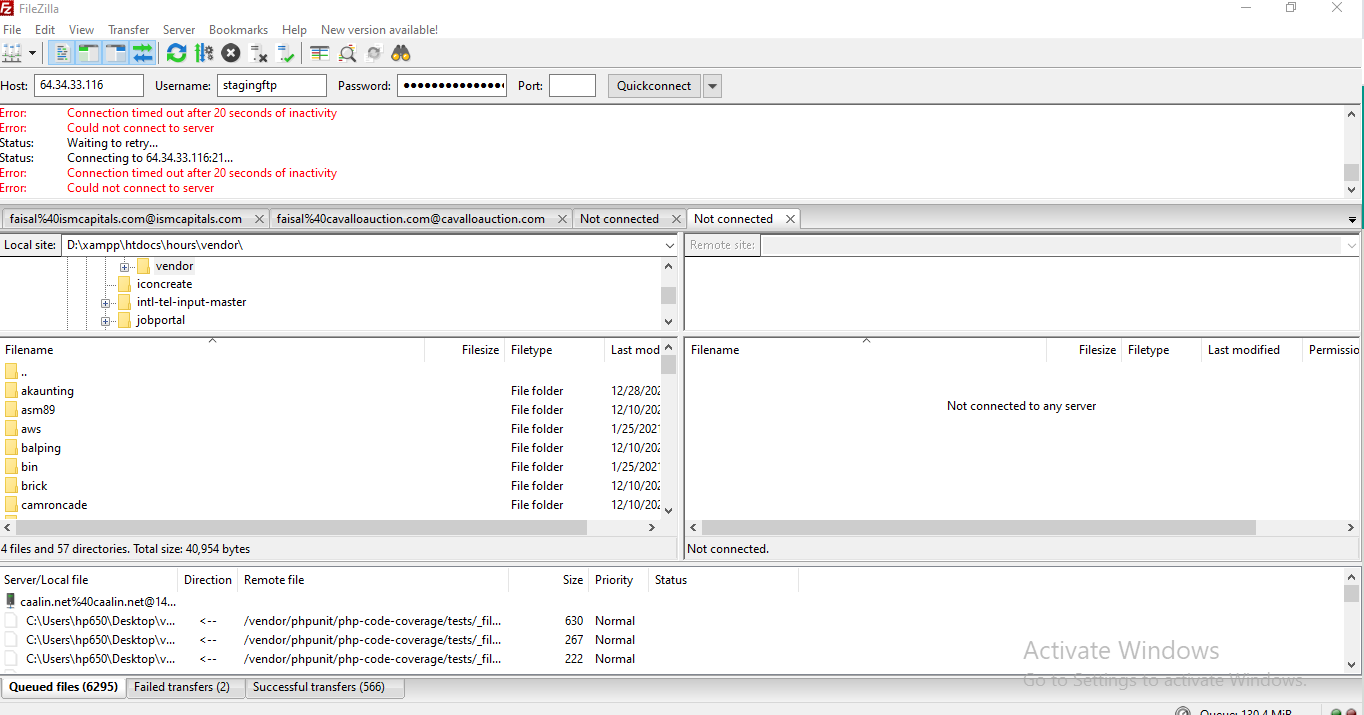 FileZilla
File Edit View Transfer Server Bookmarks Help New version available!
Host: 64.34.33.116 Username: stagingftp Password: ●●●●●●●●●●●●●●● Port: Quickconnect
Error: Connection timed out after 20 seconds of inactivity
Error: Could not connect to server
Status: Waiting to retry...
Status: Connecting to 64.34.33.116:21...
Error: Connection timed out after 20 seconds of inactivity
Error: Could not connect to server
faisal%40ismcapitals.com@ismcapitals.com faisal%40cavalloauction.com@cavalloauction.com Not connected Not connected
Local site: D:\xampp\htdocs\hours\vendor\ Remote site:
vendor
iconcreate
intl-tel-input-master
jobportal
Filename Filesize Filetype Last mod Filename Filesize Filetype Last modified Permissio
..
akaunting File folder 12/28/202
asm89 File folder 12/10/202
aws File folder 1/25/202
balping File folder 12/10/202
bin File folder 1/25/202
brick File folder 12/10/202
camroncade File folder 12/10/202
Not connected to any server
4 files and 57 directories. Total size: 40,954 bytes Not connected.
Server/Local file Direction Remote file Size Priority Status
caalin.net%40caalin.net@14...
C:\Users\hp650\Desktop\v... <-- /vendor/phpunit/php-code-coverage/tests/_fil... 630 Normal
C:\Users\hp650\Desktop\v... <-- /vendor/phpunit/php-code-coverage/tests/_fil... 267 Normal
C:\Users\hp650\Desktop\v... <-- /vendor/phpunit/php-code-coverage/tests/_fil... 222 Normal
Activate Windows
Go to Settings to activate Windows.
Queued files (6295) Failed transfers (2) Successful transfers (566)
Queue: 130.4 MiB